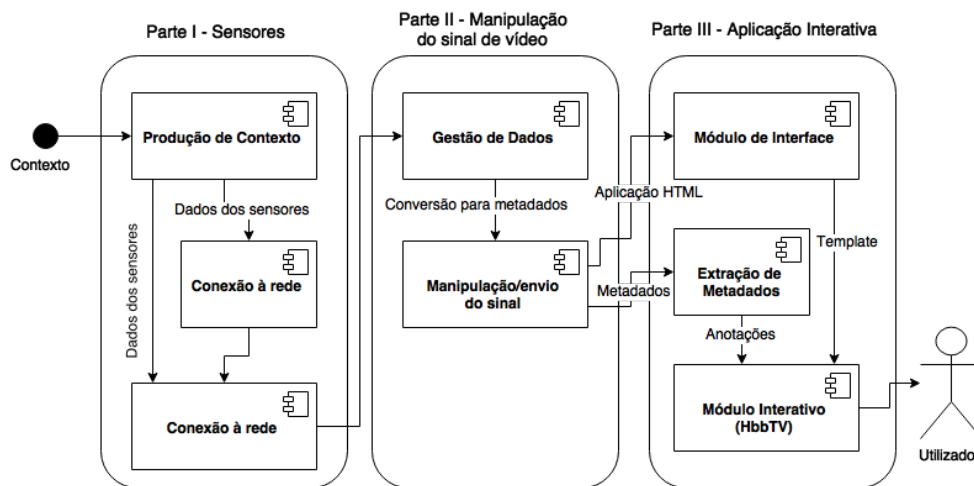 Parte I - Sensores
Parte II - Manipulação
do sinal de vídeo
Parte III - Aplicação Interativa
Contexto
Produção de Contexto
Dados dos sensores
Dados dos sensores
Conexão à rede
Conexão à rede
Gestão de Dados
Conversão para metadados
Manipulação/envio
do sinal
Aplicação HTML
Metadados
Módulo de Interface
Template
Extração de
Metadados
Anotações
Módulo Interativo
(HbbTV)
Utilizador